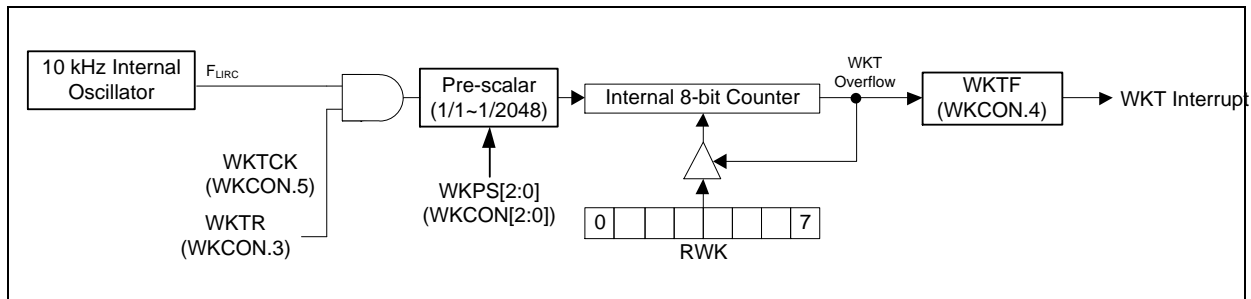 10 kHz Internal
Oscillator
FLIRC
Pre-scalar
(1/1~1/2048)
Internal 8-bit Counter
WKT
Overflow
WKTF
(WKCON.4)
WKT Interrupt
WKTCK
(WKCON.5)
WKTR
(WKCON.3)
WKPS[2:0]
(WKCON[2:0])
0
7
RWK